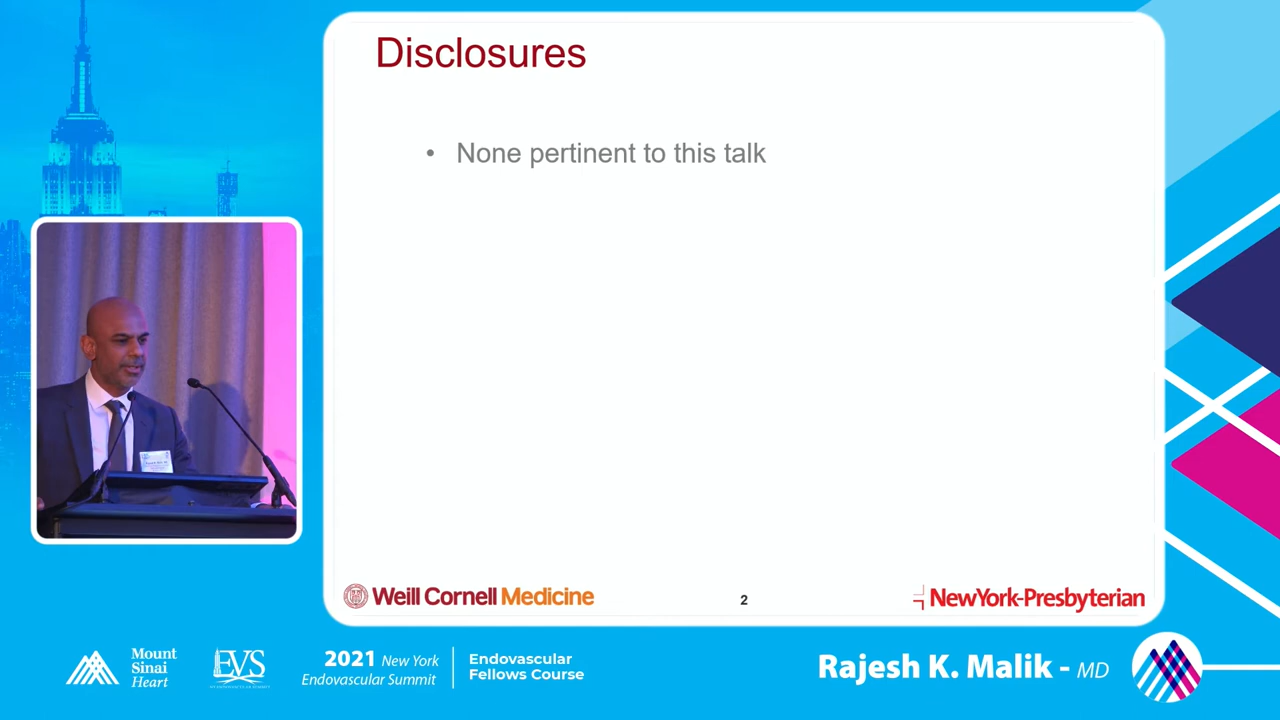 Disclosures
• None pertinent to this talk
Weill Cornell Medicine
2
NewYork-Presbyterian
Mount
Sinai
Heart
EVS
2021 New York
Endovascular Summit
Endovascular
Fellows Course
Rajesh K. Malik - MD